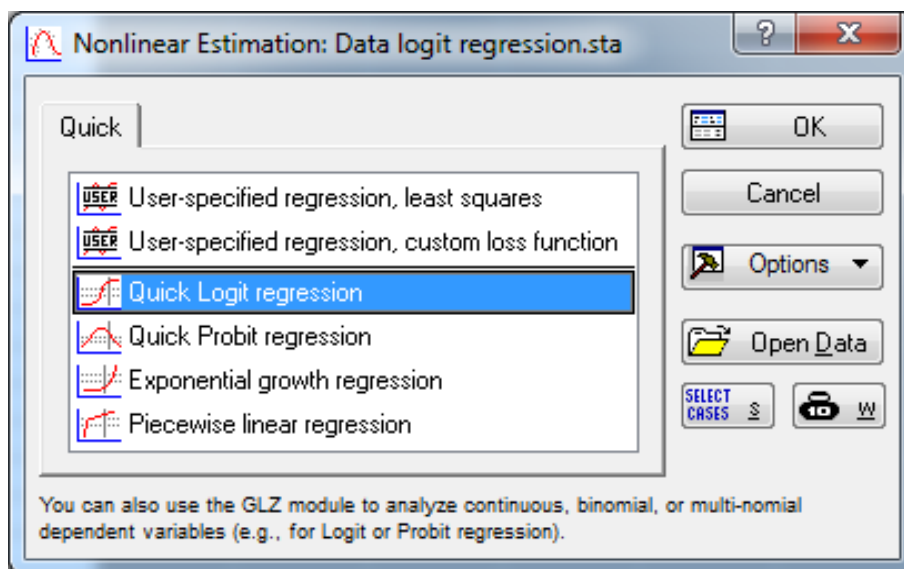 Nonlinear Estimation: Data logit regression.sta
?
Quick
USER User-specified regression, least squares
USER User-specified regression, custom loss function
Quick Logit regression
Quick Probit regression
Exponential growth regression
Piecewise linear regression
OK
Cancel
Options
Open Data
SELECT
CASES S
W
You can also use the GLZ module to analyze continuous, binomial, or multi-nomial
dependent variables (e.g., for Logit or Probit regression).